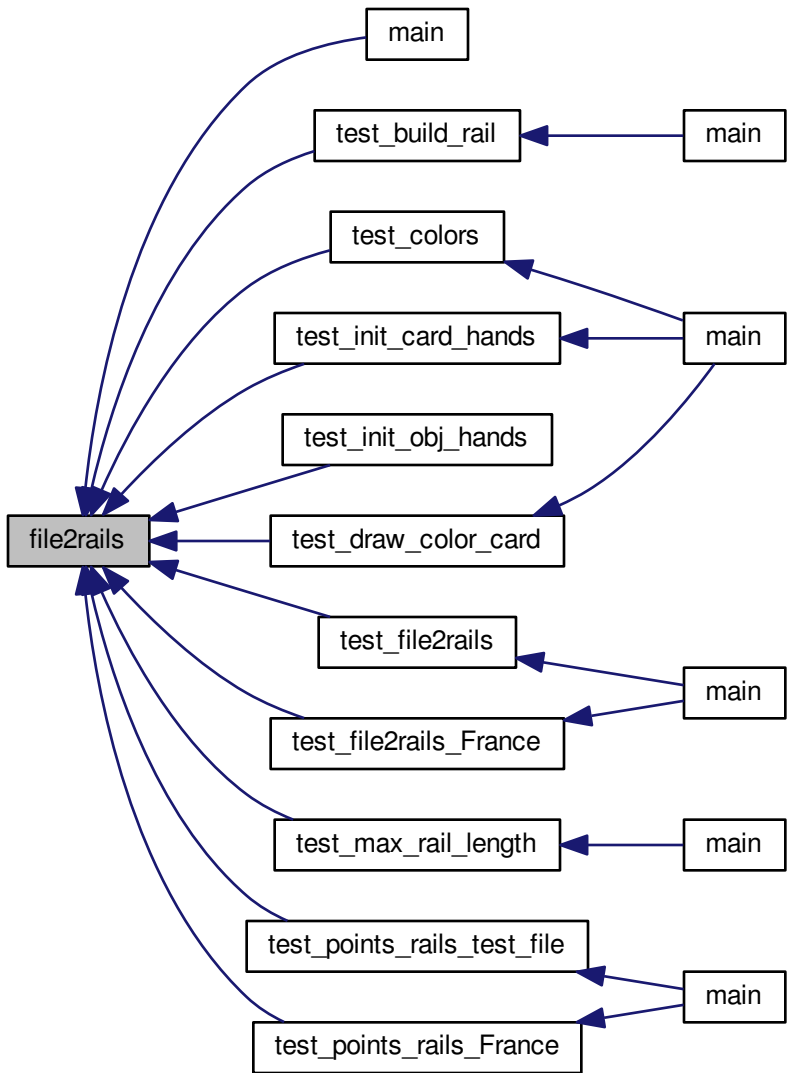 main
test_build_rail
main
test_colors
test_init_card_hands
main
test_init_obj_hands
file2rails
test_draw_color_card
test_file2rails
main
test_file2rails_France
test_max_rail_length
main
test_points_rails_test_file
main
test_points_rails_France